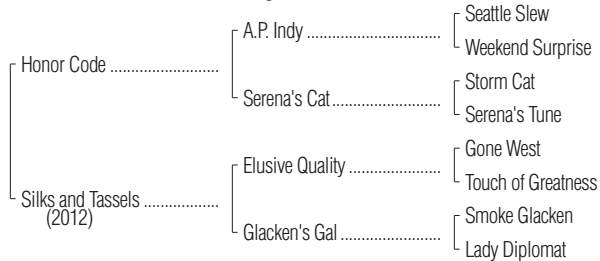 Seattle Slew
A.P. Indy ............................
Weekend Surprise
Honor Code ......................
Storm Cat
Serena's Cat.......................
Serena's Tune
Gone West
Elusive Quality ...................
Touch of Greatness
Silks and Tassels ...............
(2012)
Smoke Glacken
Glacken's Gal .....................
Lady Diplomat